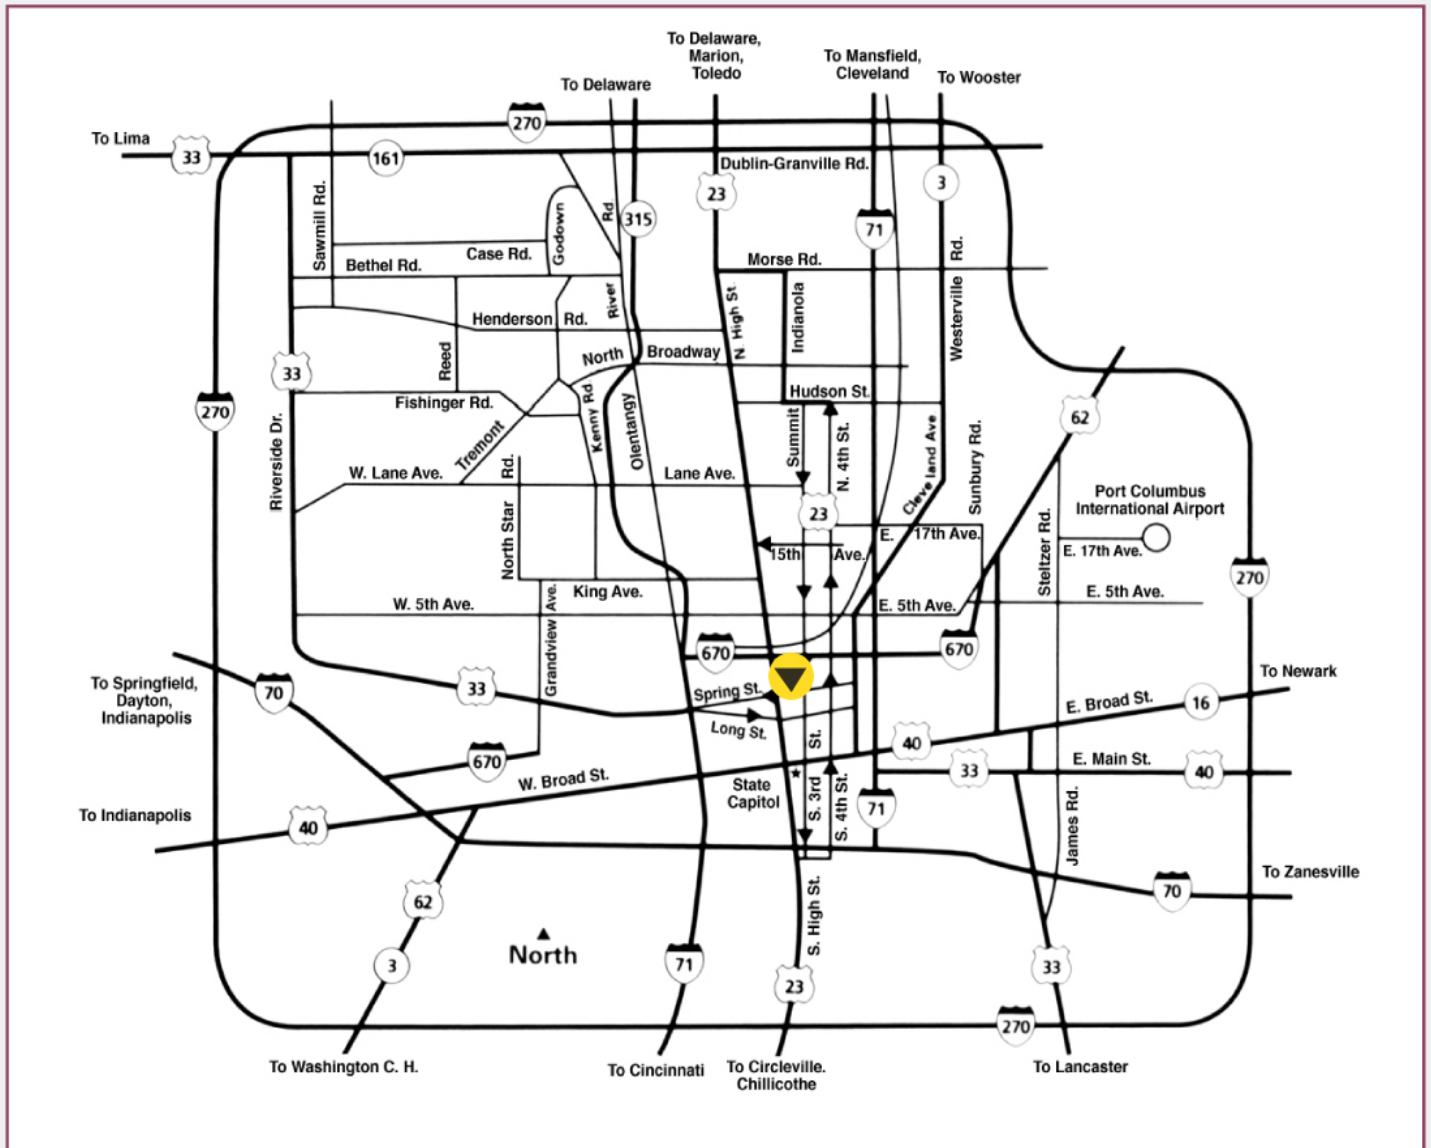 To Delaware,
Marion,
Toledo
To Mansfield,
Cleveland
To Wooster
To Delaware
270
To Lima
33
161
Dublin-Granville Rd.
23
3
315
71
Sawmill Rd.
Godown
Rd.
Case Rd.
Bethel Rd.
Morse Rd.
Westerville Rd.
River
N. High St.
Indianola
Henderson Rd.
North Broadway
Reed
33
270
Hudson St.
Fishinger Rd.
Kenny Rd.
Olentangy
Riverside Dr.
Tremont
Summit
N. 4th St.
Cleveland Ave
Sunbury Rd.
62
W. Lane Ave.
Rd.
Lane Ave.
Port Columbus
International Airport
North Star
23
E. 17th Ave.
15th Ave.
Steltzer Rd.
E. 17th Ave.
270
King Ave.
W. 5th Ave.
E. 5th Ave.
E. 5th Ave.
Grandview Ave.
670
670
To Newark
To Springfield,
Dayton,
Indianapolis
70
33
Spring St.
Long St.
E. Broad St.
16
40
670
W. Broad St.
State
Capitol
St.
S. 3rd
S. 4th St.
33
E. Main St.
40
71
To Indianapolis
40
James Rd.
To Zanesville
70
62
S. High St.
North
3
71
23
33
270
To Washington C. H.
To Cincinnati
To Circleville.
Chillicothe
To Lancaster